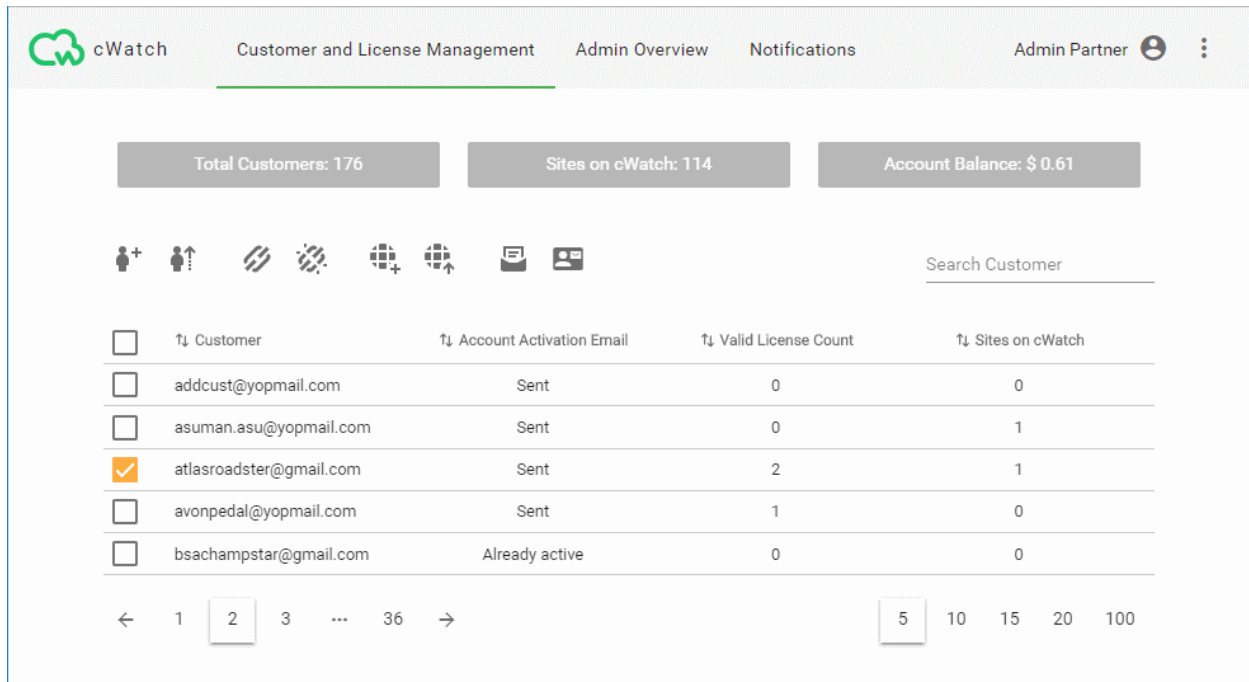 cWatch Customer and License Management Admin Overview Notifications Admin Partner
Total Customers: 176 Sites on cWatch: 114 Account Balance: $ 0.61
Search Customer
Customer Account Activation Email Valid License Count Sites on cWatch
addcust@yopmail.com Sent 0 0
asuman.asu@yopmail.com Sent 0 1
atlasroadster@gmail.com Sent 2 1
avonpedal@yopmail.com Sent 1 0
bsachampstar@gmail.com Already active 0 0
← 1 2 3 ... 36 → 5 10 15 20 100